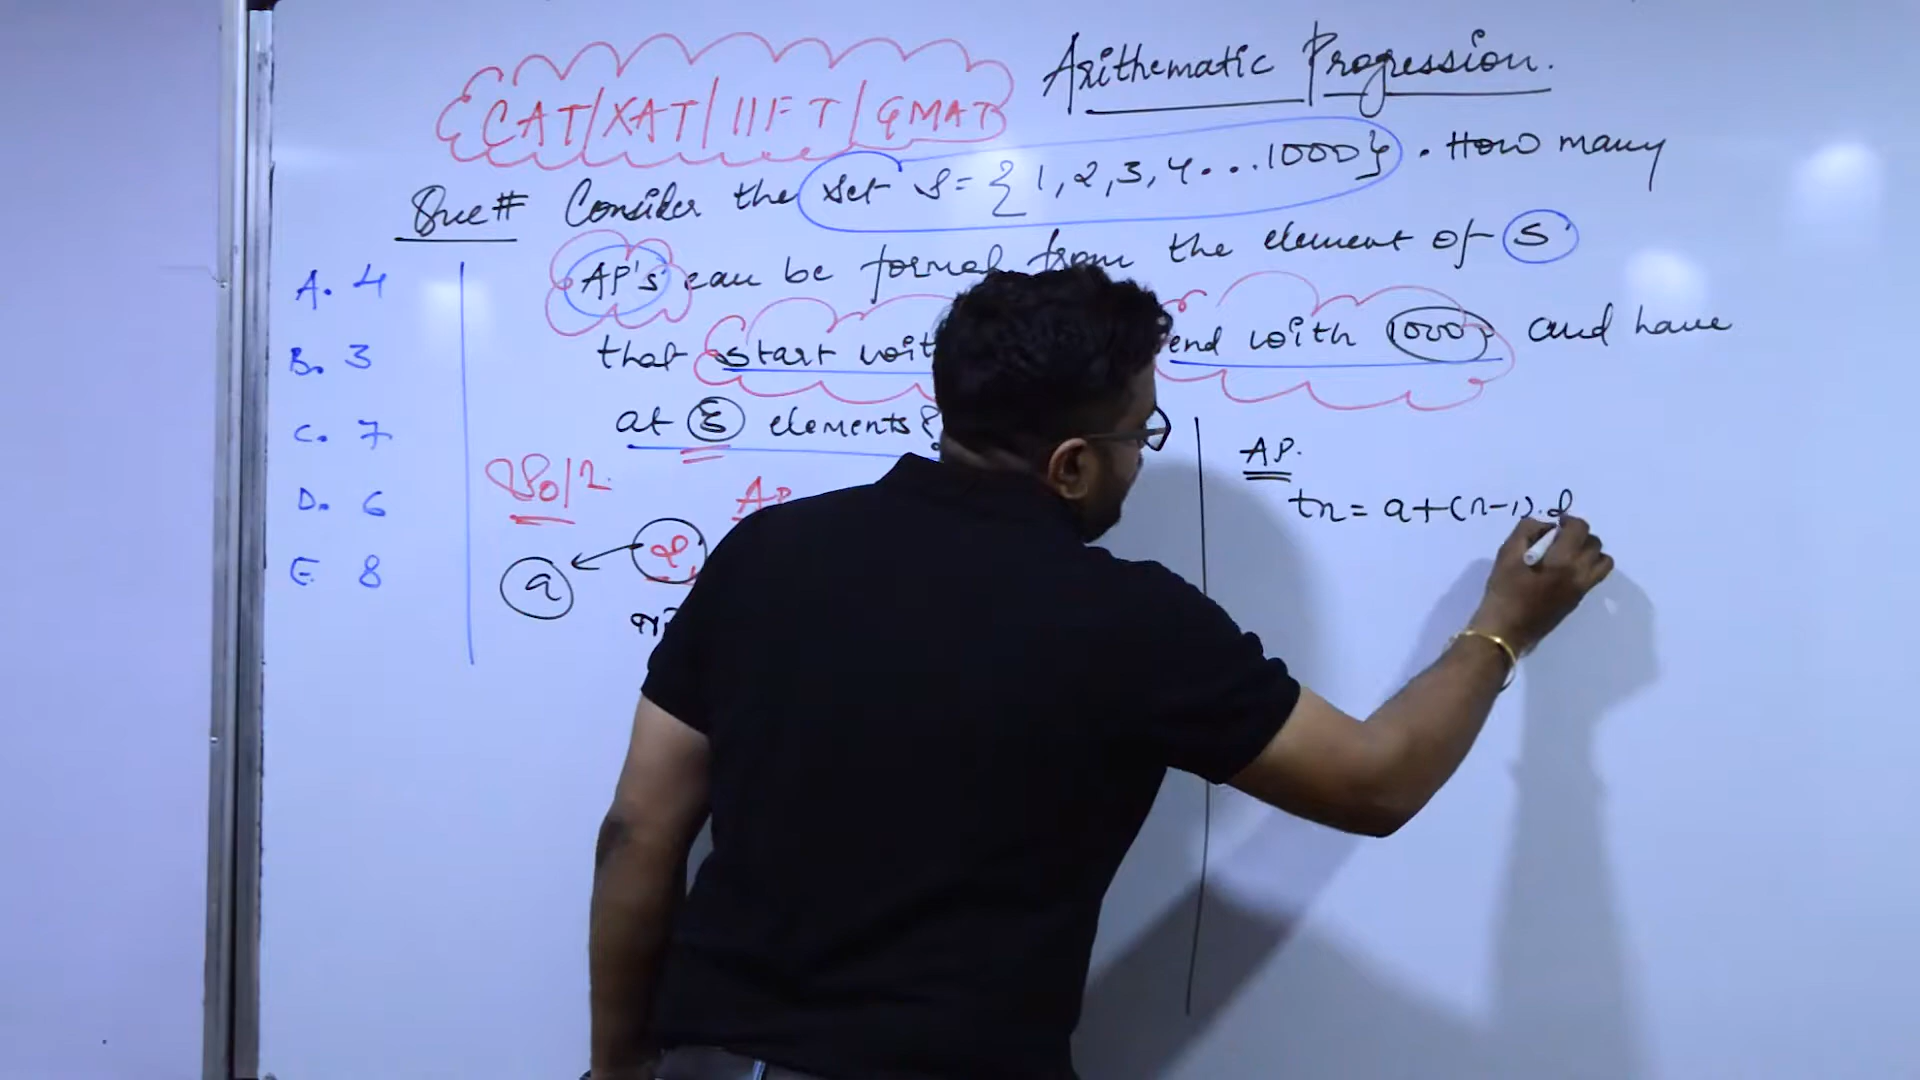 Arithematic Progression.
CAT/XAT/IIFT/GMAT
Que# Consider the set S = { 1, 2, 3, 4 ... 1000 } . How many
AP's can be formed from the element of S
that start with end with 1000 and have
at 3 elements?
A. 4
B. 3
C. 7
D. 6
E. 8
Sol2.
AP
a
AP.
tn = a+(n-1).d